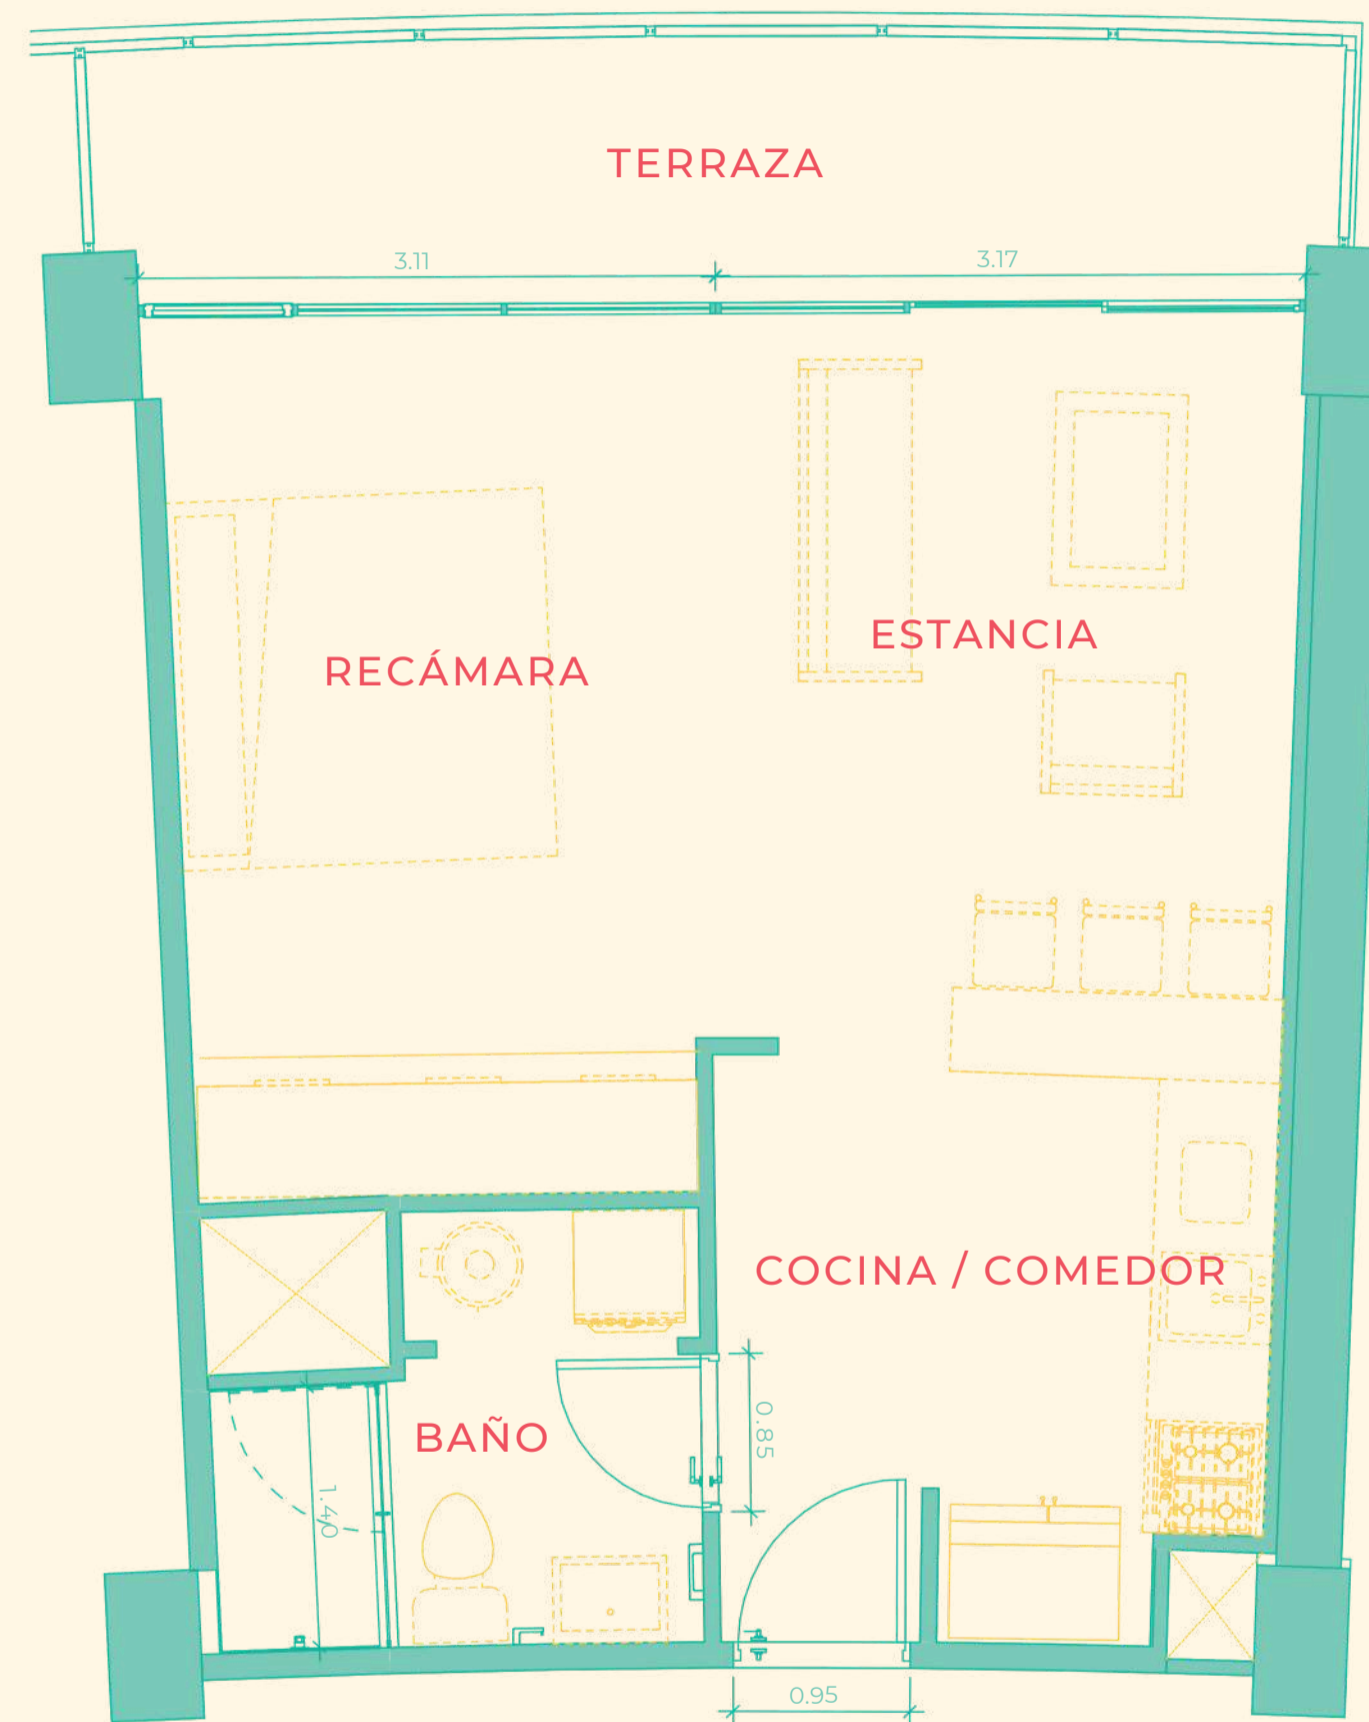 TERRAZA
3.11
3.17
ESTANCIA
RECÁMARA
COCINA / COMEDOR
0.85
BAÑO
1.40
0.95